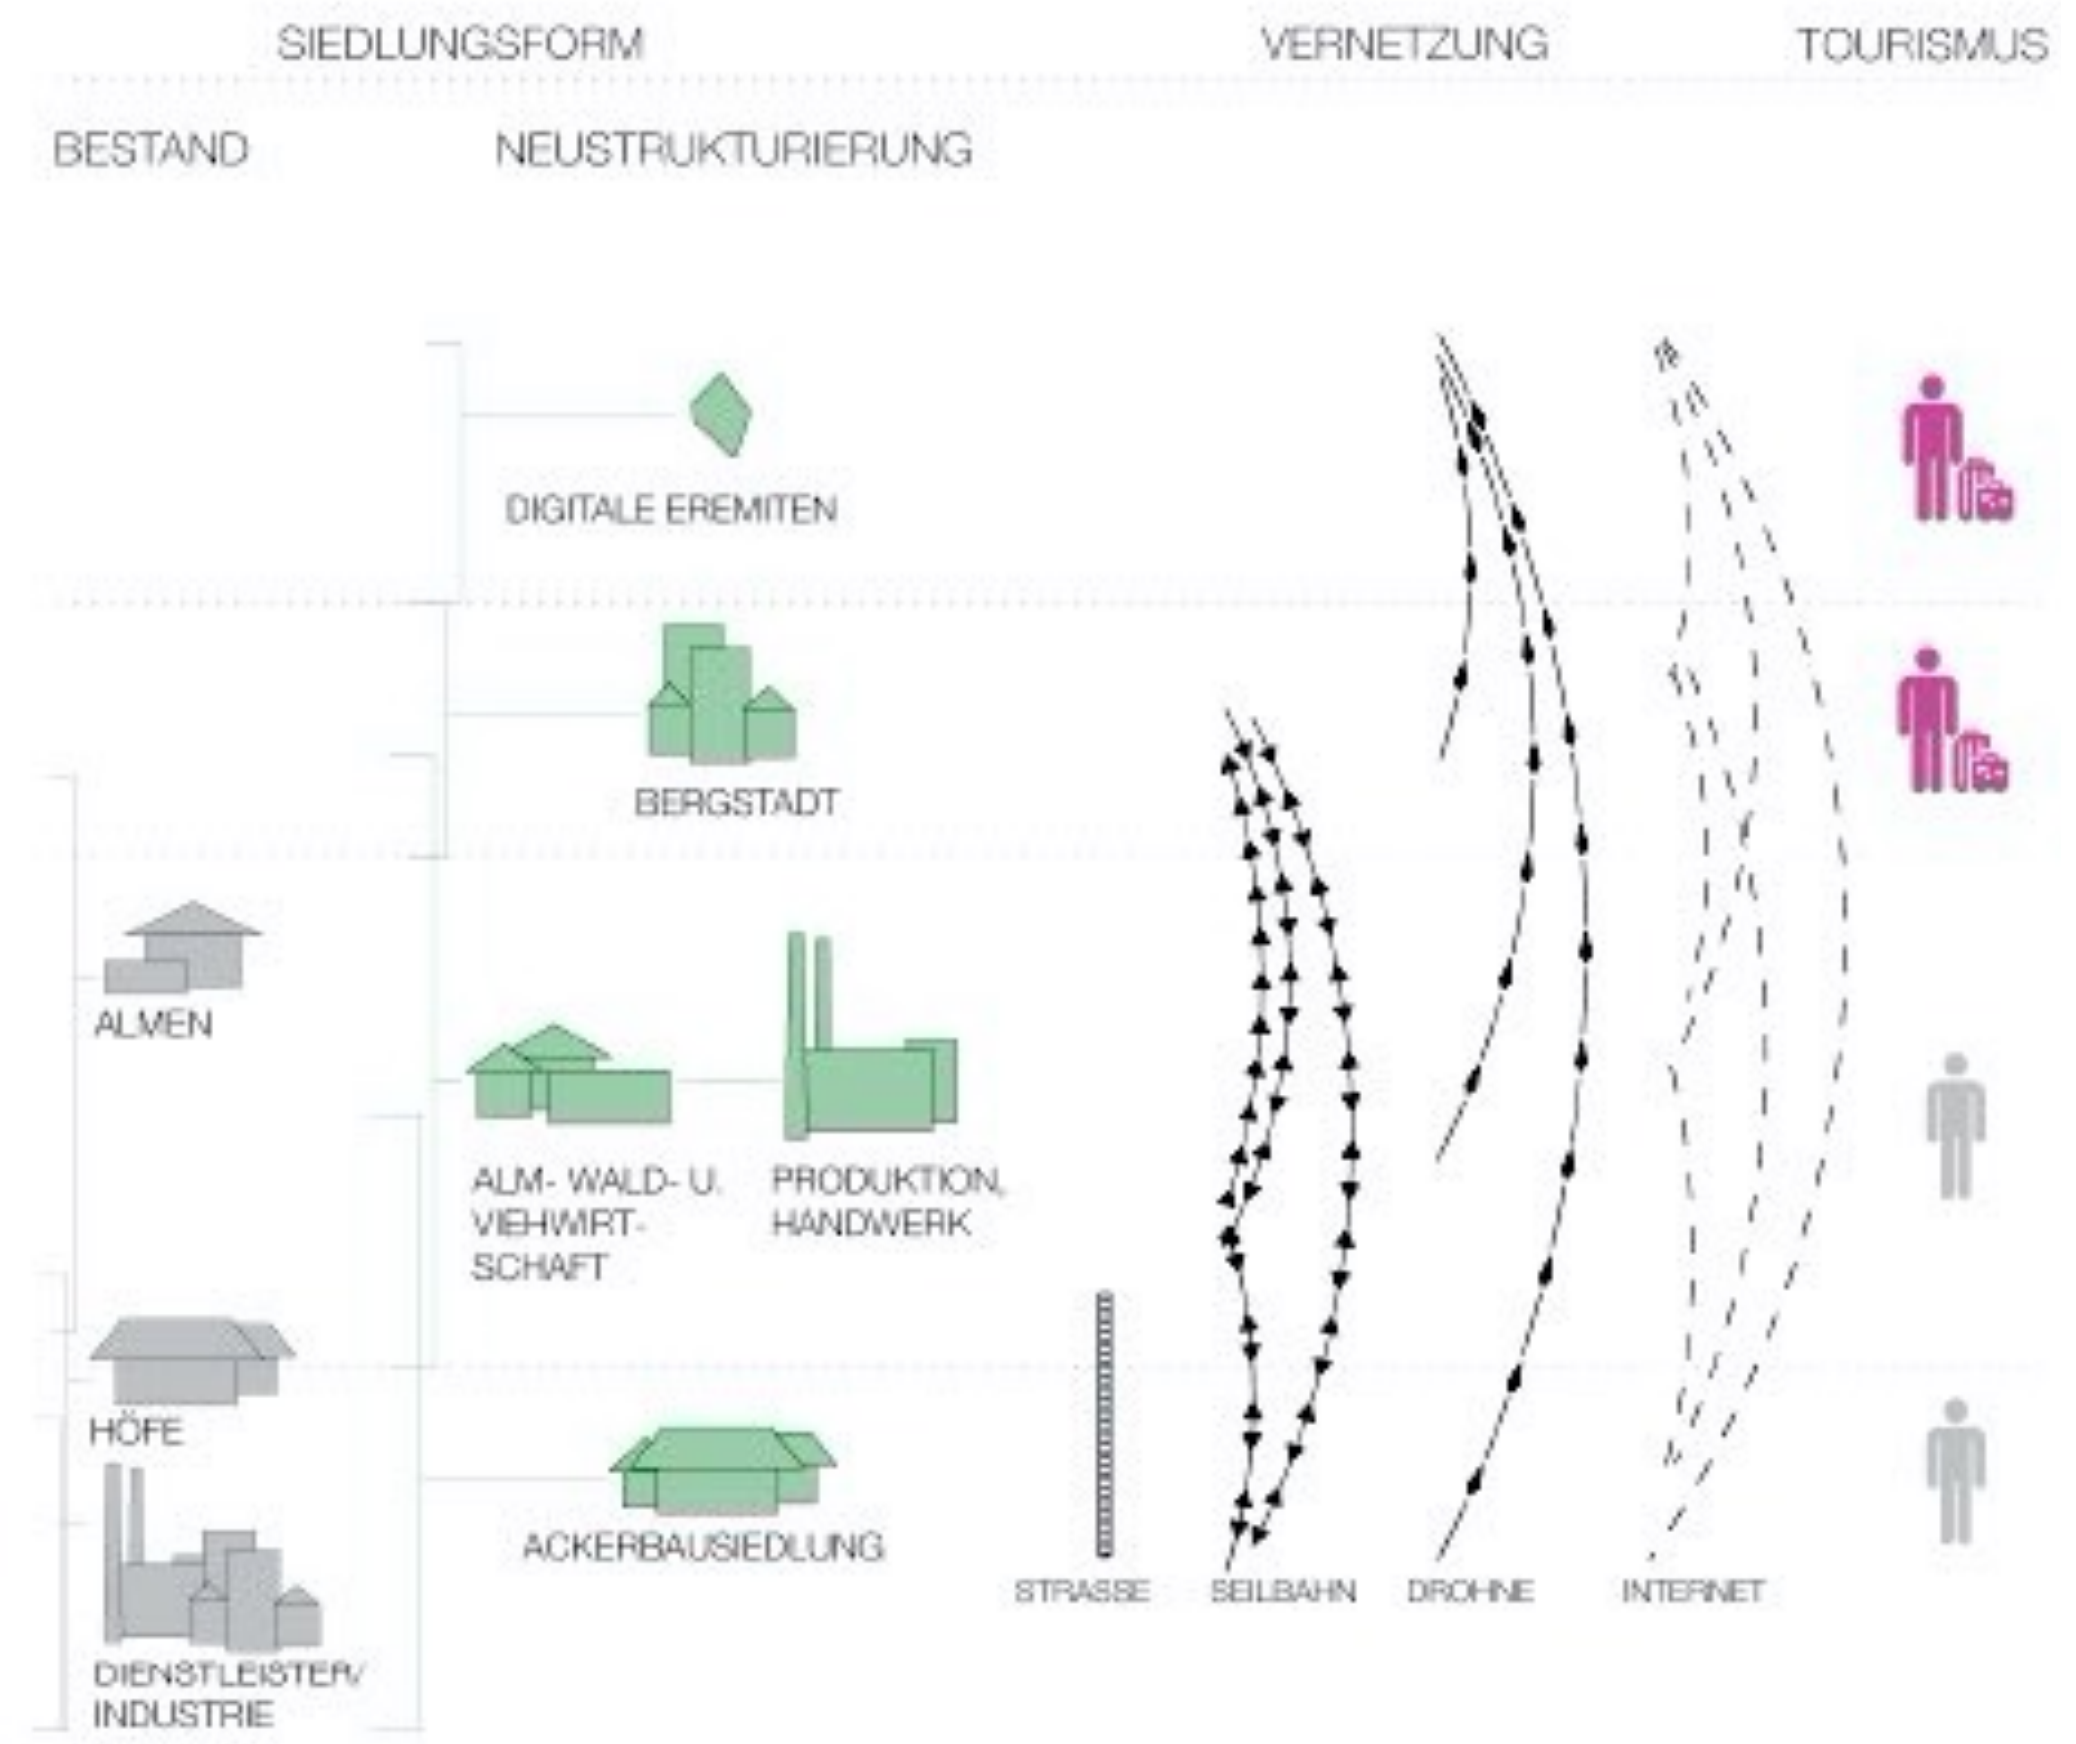 SIEDLUNGSFORM
VERNETZUNG
TOURISMUS
BESTAND
NEUSTRUKTURIERUNG
DIGITALE EREMITEN
BERGSTADT
ALMEN
ALM- WALD- U.
VIEHWIRT-
SCHAFT
PRODUKTION,
HANDWERK
HÖFE
ACKERBAUSIEDLUNG
STRASSE
SEILBAHN
DROHNE
INTERNET
DIENSTLEISTER/
INDUSTRIE